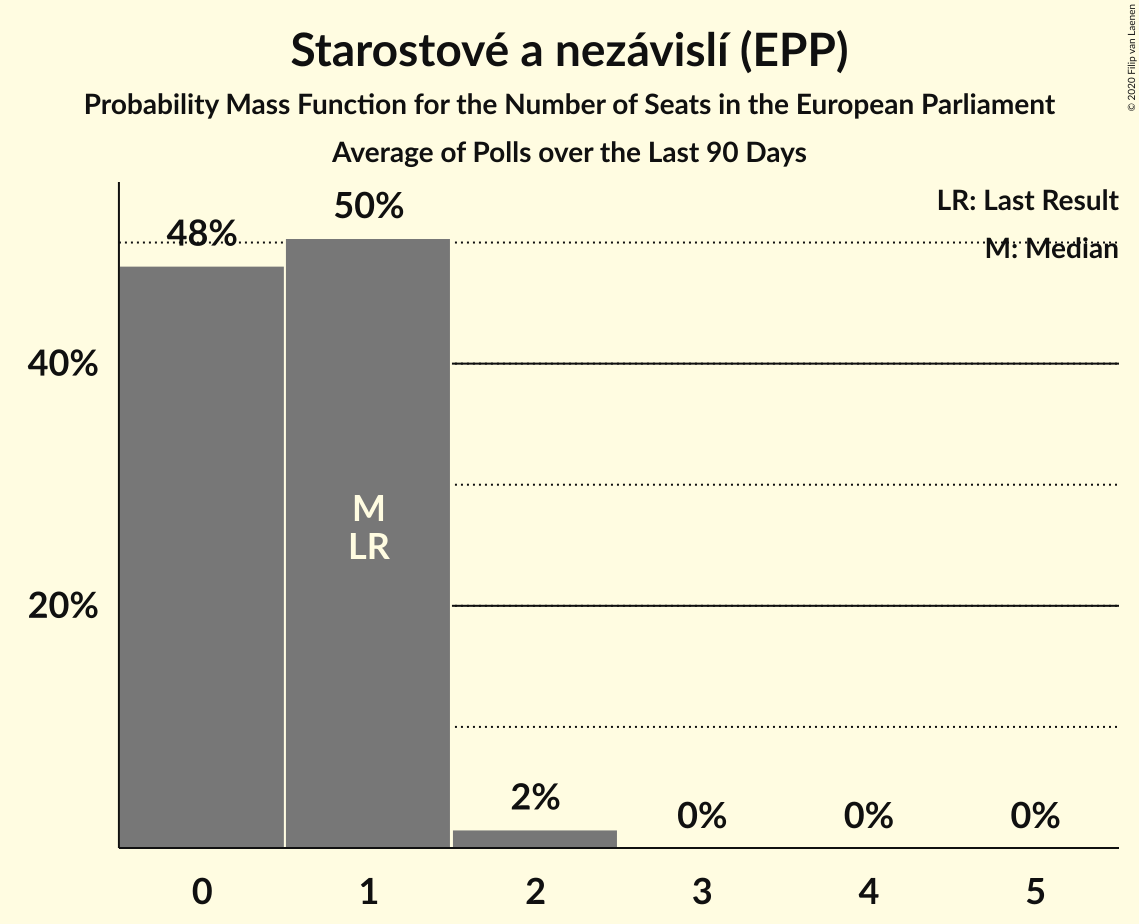 Starostové a nezávislí (EPP)
Probability Mass Function for the Number of Seats in the European Parliament
Average of Polls over the Last 90 Days
© 2020 Filip van Laenen
LR: Last Result
M: Median
48%
50%
2%
0%
0%
0%
40%
20%
M
LR
0
1
2
3
4
5